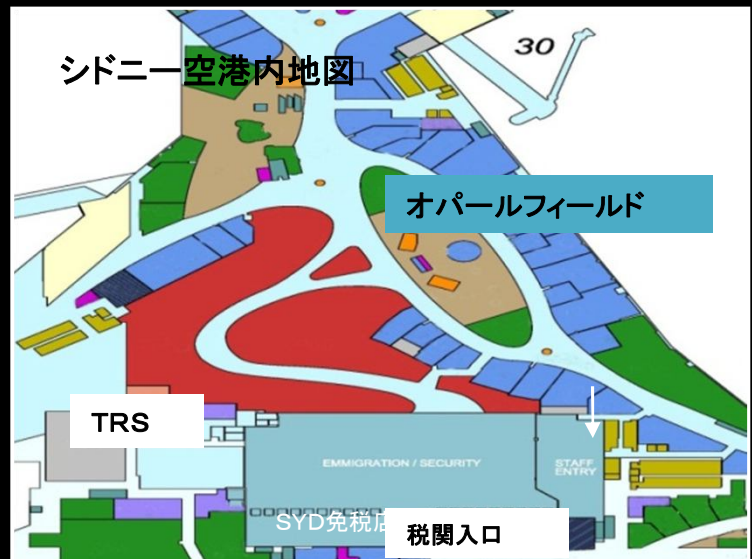 シドニー空港内地図
30
オパールフィールド
TRS
EMMIGRATION / SECURITY
STAFF
ENTRY
SYD免税店
税関入口